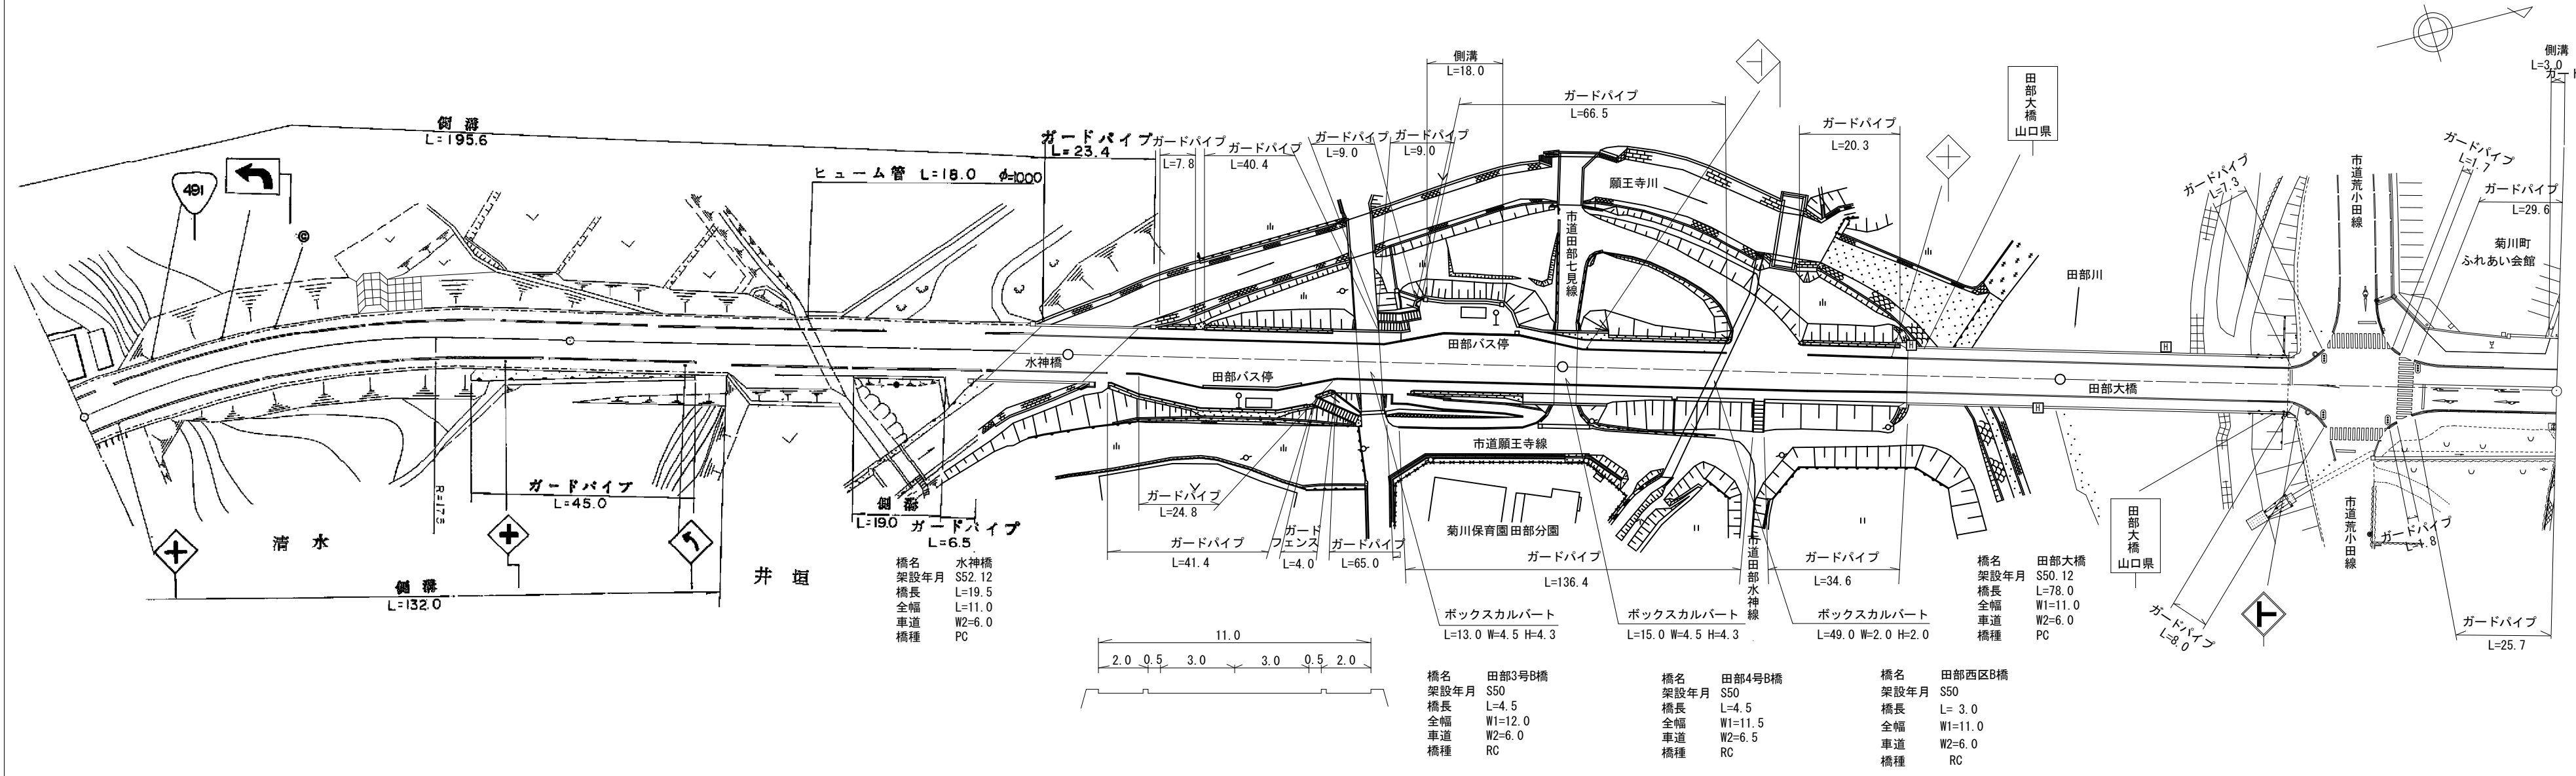 側溝
L=195.6
491
ガードパイプ
L=23.4
ヒューム管 L=18.0 φ=1000
ガードパイプ
L=7.8
ガードパイプ
L=40.4
ガードパイプ
L=9.0
ガードパイプ
L=9.0
側溝
L=18.0
ガードパイプ
L=66.5
ガードパイプ
L=20.3
田部大橋
山口県
願王寺川
市道田部七見線
田部川
ガードパイプ
L=7.3
市道荒小田線
ガードパイプ
L=1.7
ガードパイプ
L=29.6
菊川町
ふれあい会館
側溝
L=3.0
ガード
水神橋
田部バス停
田部バス停
田部大橋
H
H
H
市道願王寺線
R=175
ガードパイプ
L=45.0
清水
側溝
L=132.0
井垣
側溝
L=19.0
ガードパイプ
L=6.5
ガードパイプ
L=24.8
ガードパイプ
L=41.4
ガード
フェンス
L=4.0
ガードパイプ
L=65.0
菊川保育園田部分園
ガードパイプ
L=136.4
市道田部水神線
ガードパイプ
L=34.6
田部大橋
山口県
市道荒小田線
ガードパイプ
L=1.8
ガードパイプ
L=8.0
ガードパイプ
L=25.7
橋名 水神橋
架設年月 S52.12
橋長 L=19.5
全幅 L=11.0
車道 W2=6.0
橋種 PC
橋名 田部大橋
架設年月 S50.12
橋長 L=78.0
全幅 W1=11.0
車道 W2=6.0
橋種 PC
ボックスカルバート
L=13.0 W=4.5 H=4.3
ボックスカルバート
L=15.0 W=4.5 H=4.3
ボックスカルバート
L=49.0 W=2.0 H=2.0
11.0
2.0 0.5 3.0 3.0 0.5 2.0
橋名 田部3号B橋
架設年月 S50
橋長 L=4.5
全幅 W1=12.0
車道 W2=6.0
橋種 RC
橋名 田部4号B橋
架設年月 S50
橋長 L=4.5
全幅 W1=11.5
車道 W2=6.5
橋種 RC
橋名 田部西区B橋
架設年月 S50
橋長 L= 3.0
全幅 W1=11.0
車道 W2=6.0
橋種 RC